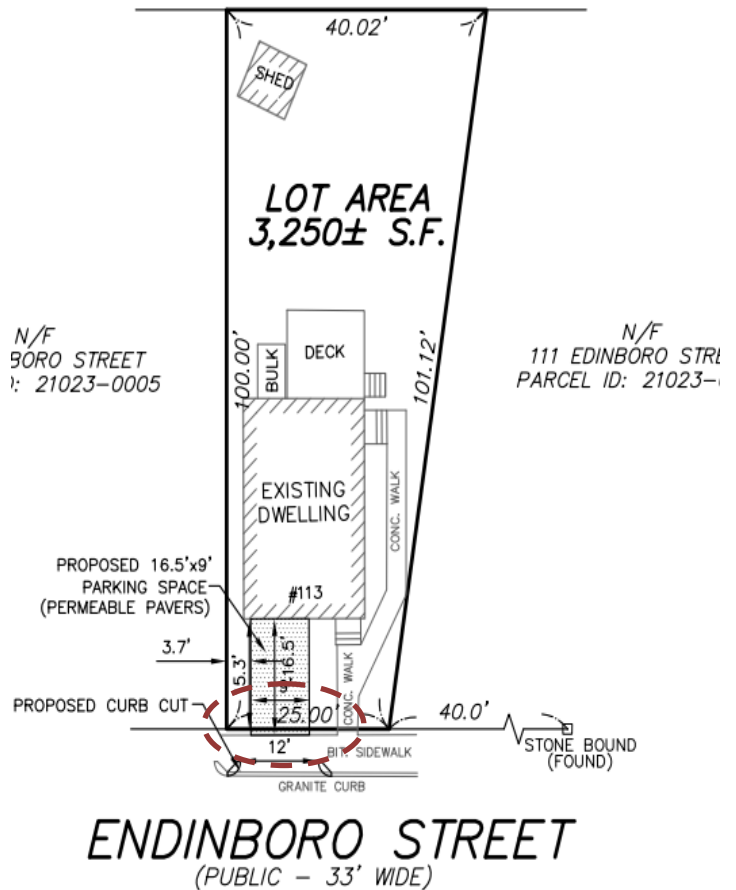 40.02'
SHED
LOT AREA
3,250± S.F.
N/F
BORO STREET
21023-0005
N/F
111 EDINBORO
PARCEL ID:
100.00'
101.12'
BULK
DECK
EXISTING
DWELLING
CONC. WALK
PROPOSED 16.5'x9'
PARKING SPACE
(PERMEABLE PAVERS)
#113
3.7'
5.3'
16.5'
CONC. WALK
PROPOSED CURB CUT
25.00'
40.0'
12'
BIT. SIDEWALK
STONE BOUND
(FOUND)
GRANITE CURB
ENDINBORO STREET
(PUBLIC - 33' WIDE)